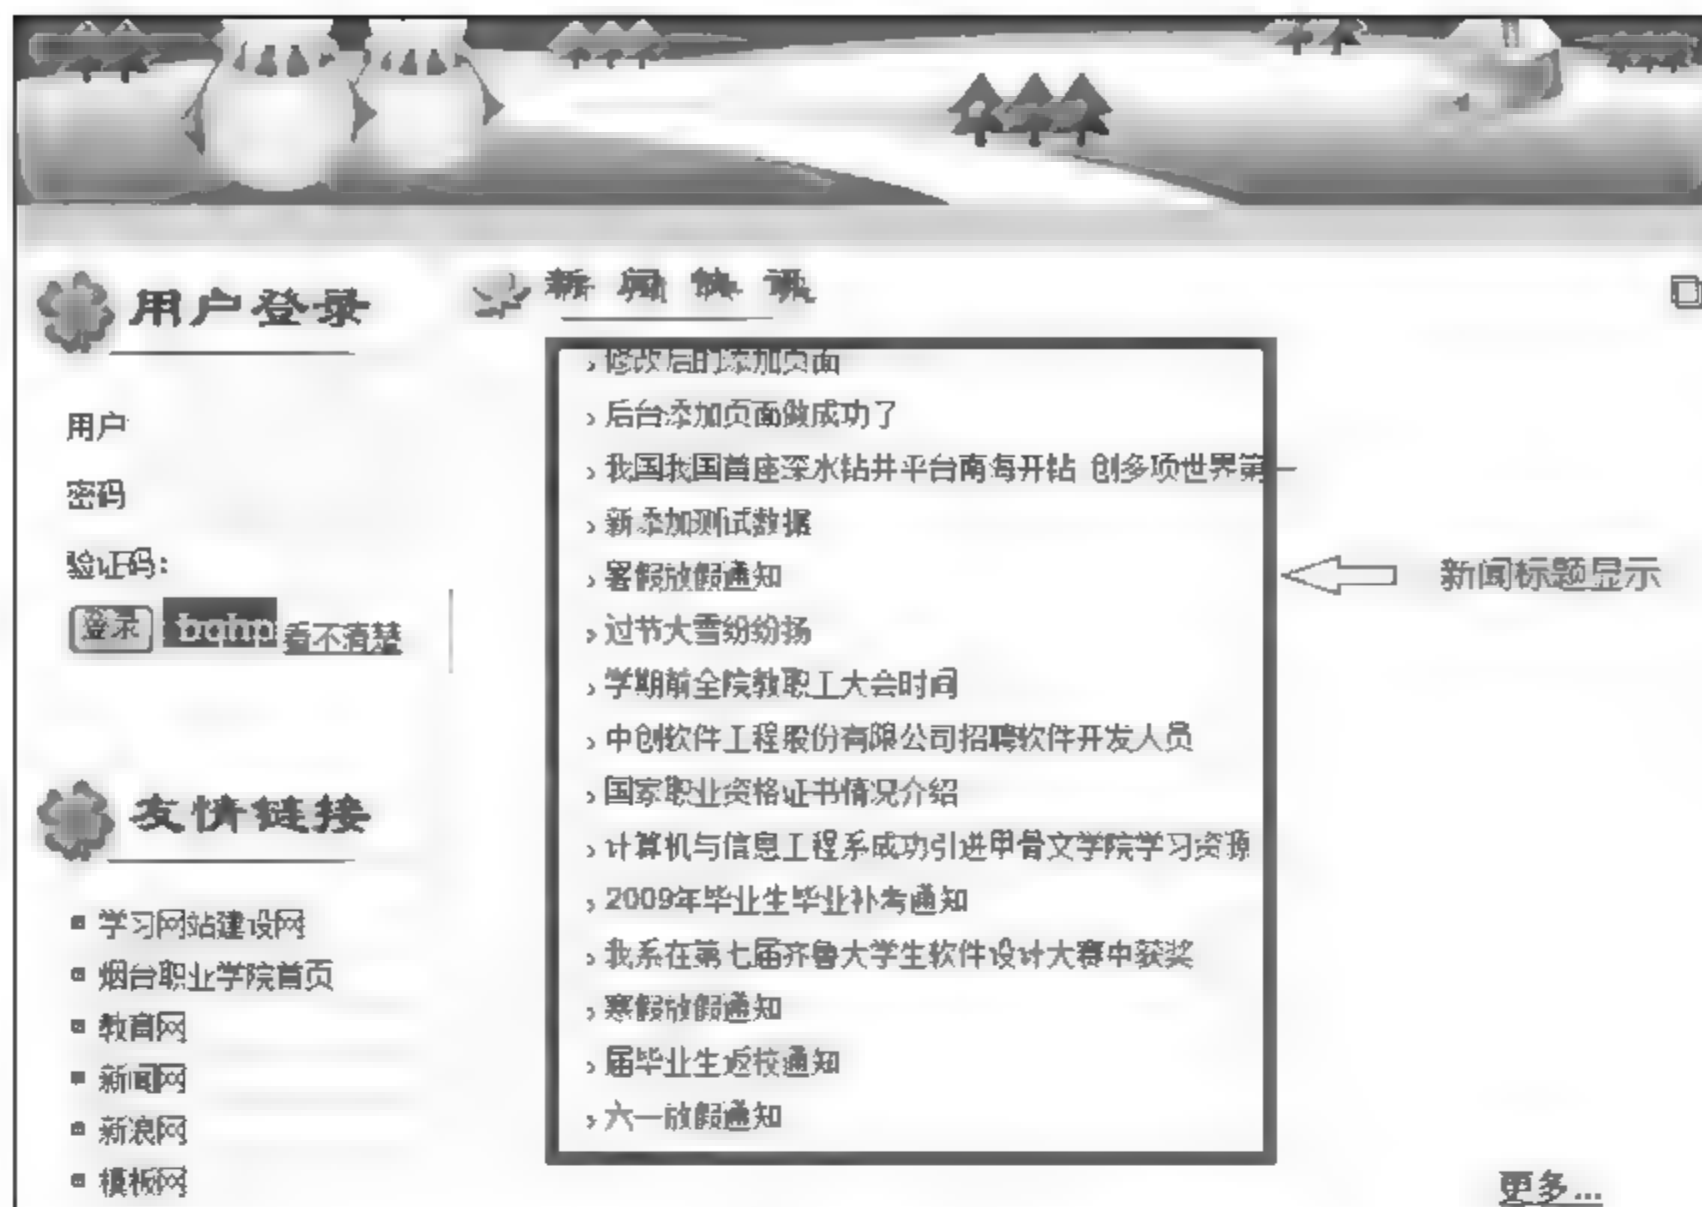 用户登录
用户
密码
验证码:
登录 bqhp 看不清楚
友情链接
学习网站建设网
烟台职业学院首页
教育网
新闻网
新浪网
模板网
新闻快讯
修改后的添加页面
后台添加页面做成功了
我国我国首座深水钻井平台南海开钻 创多项世界第一
新添加测试数据
署假放假通知
过节大雪纷纷扬
学期前全院教职工大会时间
中创软件工程股份有限公司招聘软件开发人员
国家职业资格证书情况介绍
计算机与信息工程系成功引进甲骨文学院学习资源
2009年毕业生毕业补考通知
我系在第七届齐鲁大学生软件设计大赛中获奖
寒假放假通知
届毕业生返校通知
六一放假通知
新闻标题显示
更多...